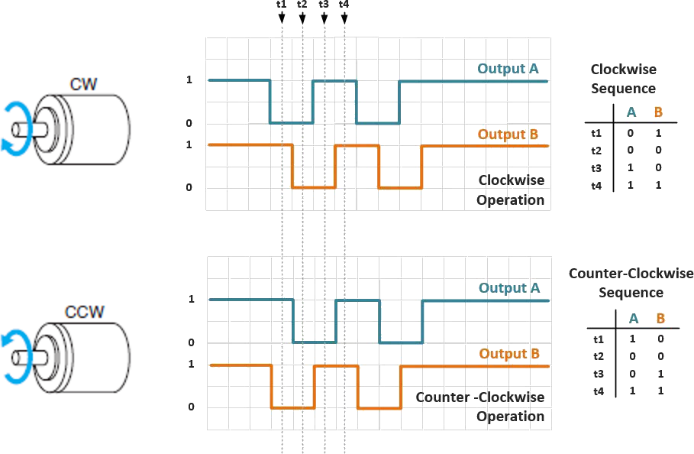 t1 t2 t3 t4
CW
1
0
1
0
Output A
Output B
Clockwise
Operation
Clockwise
Sequence
A B
t1 0 1
t2 0 0
t3 1 0
t4 1 1
CCW
1
0
1
0
Output A
Output B
Counter -Clockwise
Operation
Counter-Clockwise
Sequence
A B
t1 1 0
t2 0 0
t3 0 1
t4 1 1